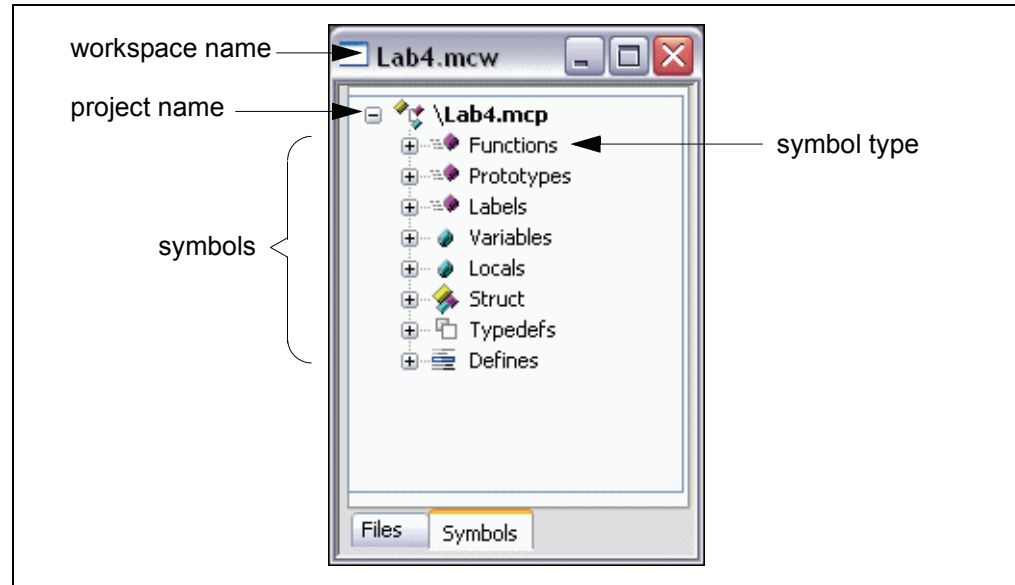 workspace name
Lab4.mcw
project name
\Lab4.mcp
Functions
symbol type
Prototypes
Labels
symbols
Variables
Locals
Struct
Typedefs
Defines
Files
Symbols